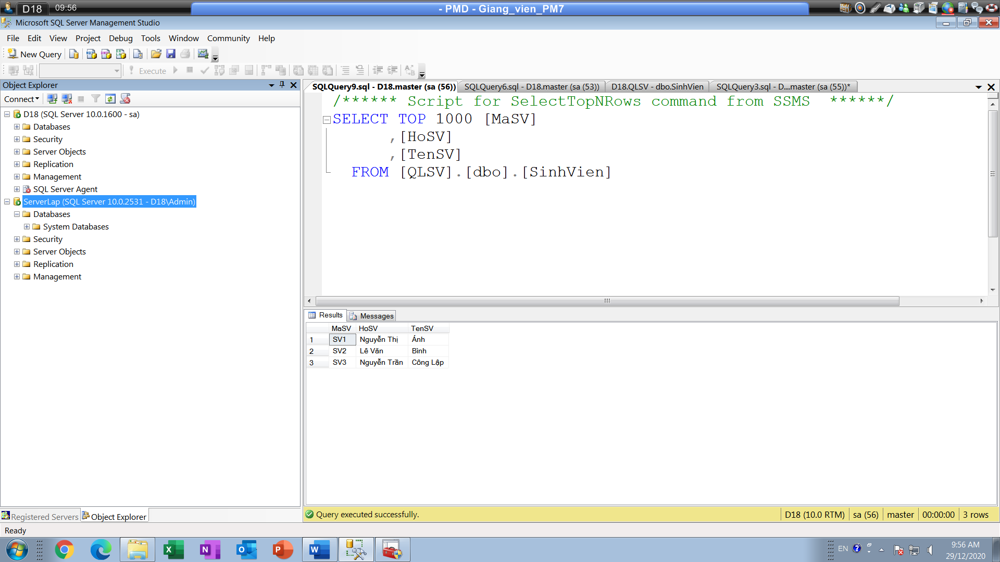 D18 09:56 - PMD - Giang_vien_PM7
Microsoft SQL Server Management Studio
File Edit View Project Debug Tools Window Community Help
New Query
Execute
Object Explorer
Connect
D18 (SQL Server 10.0.1600 - sa)
Databases
Security
Server Objects
Replication
Management
SQL Server Agent
ServerLap (SQL Server 10.0.2531 - D18\Admin)
Databases
System Databases
Security
Server Objects
Replication
Management
Registered Servers Object Explorer
SQLQuery9.sql - D18.master (sa (56)) SQLQuery6.sql - D18.master (sa (53)) D18.QLSV - dbo.SinhVien SQLQuery3.sql - D....master (sa (55))*
/****** Script for SelectTopNRows command from SSMS ******/
SELECT TOP 1000 [MaSV]
,[HoSV]
,[TenSV]
FROM [QLSV].[dbo].[SinhVien]
Results Messages
MaSV HoSV TenSV
1 SV1 Nguyễn Thị Ánh
2 SV2 Lê Văn Bình
3 SV3 Nguyễn Trần Công Lập
Query executed successfully. D18 (10.0 RTM) sa (56) master 00:00:00 3 rows
Ready
EN 9:56 AM
29/12/2020